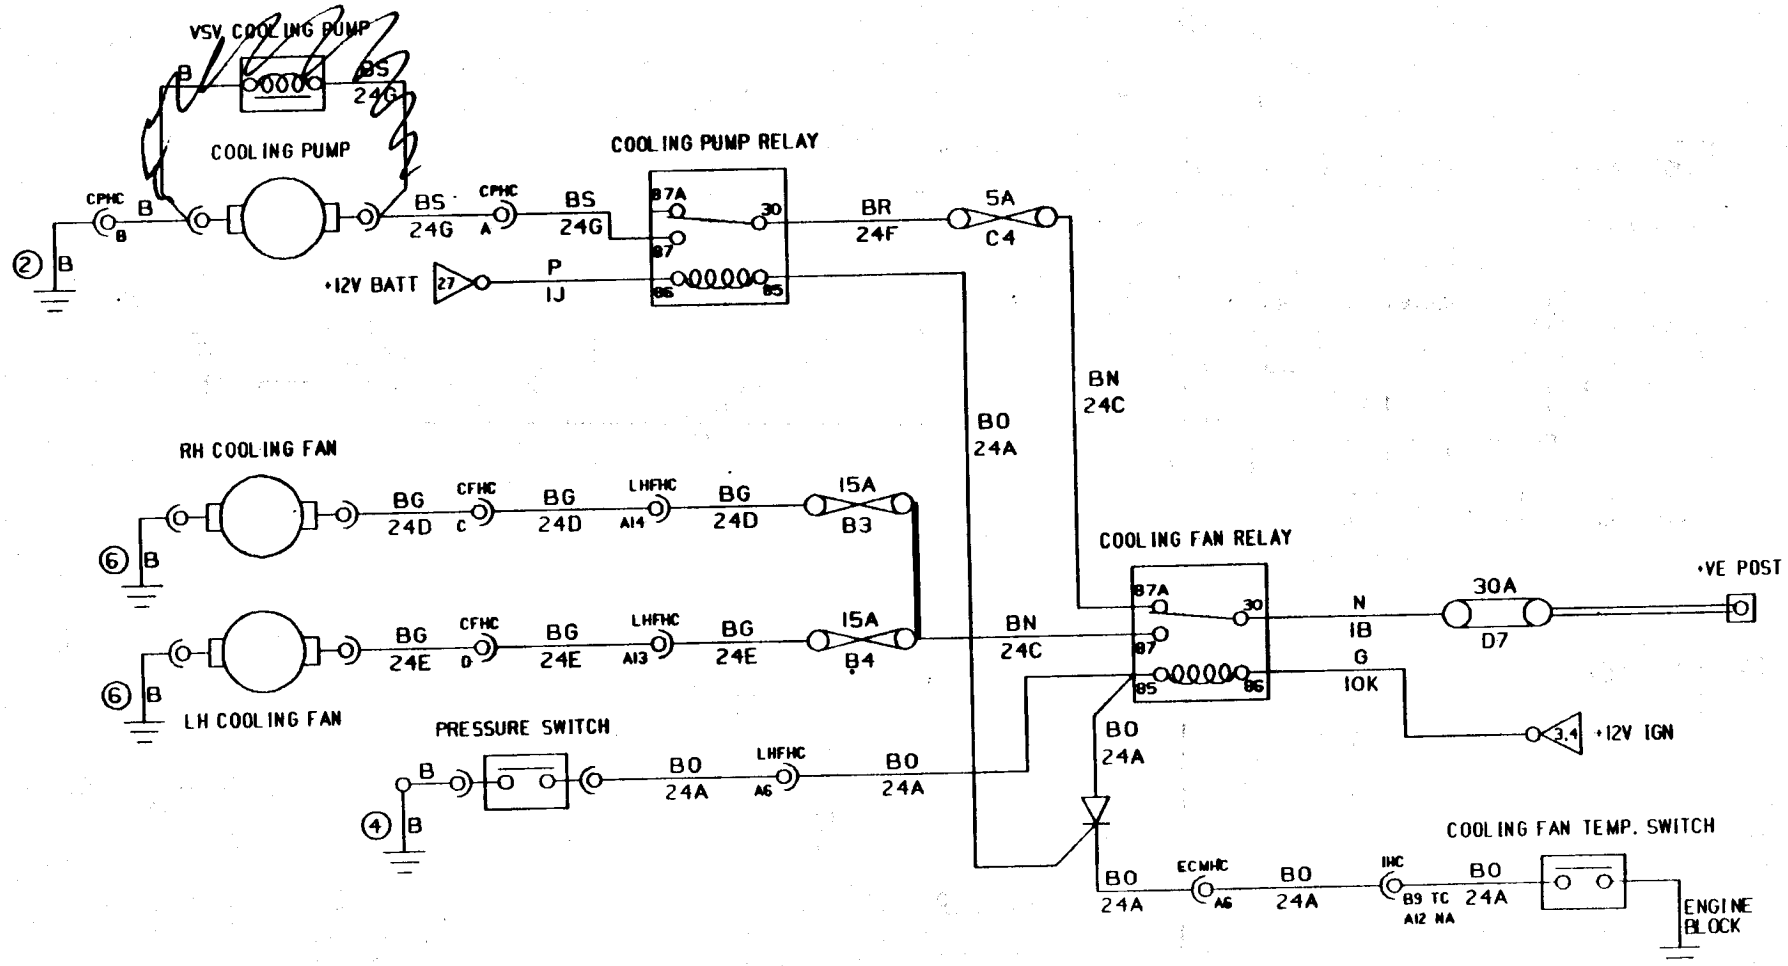 VSV COOLING PUMP
B
BS
24G
COOLING PUMP
CPHC
B
B
2
B
BS
24G
CPHC
A
BS
24G
COOLING PUMP RELAY
87A
30
87
86
85
BR
24F
5A
C4
+12V BATT
27
P
1J
BN
24C
BO
24A
RH COOLING FAN
BG
24D
CFHC
C
BG
24D
LHFHC
A14
BG
24D
15A
B3
6
B
COOLING FAN RELAY
87A
30
87
85
86
N
1B
30A
D7
+VE POST
G
10K
3,4
+12V IGN
BG
24E
CFHC
D
BG
24E
LHFHC
A13
BG
24E
15A
B4
BN
24C
6
B
LH COOLING FAN
PRESSURE SWITCH
B
4
B
BO
24A
LHFHC
A6
BO
24A
BO
24A
COOLING FAN TEMP. SWITCH
BO
24A
ECMHC
A6
BO
24A
IHC
B9 TC
A12 NA
BO
24A
ENGINE
BLOCK